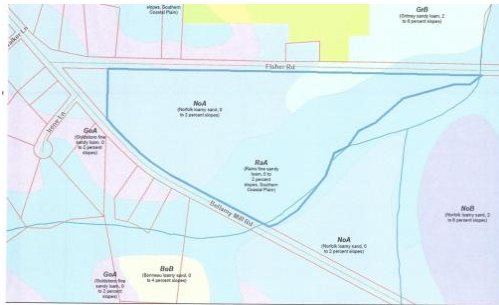 slopes, Southern
Coastal Plain)
GrB
(Gritney sandy loam, 2
to 6 percent slopes)
Fisher Rd
NoA
(Norfolk loamy sand, 0
to 2 percent slopes)
GoA
(Goldsboro fine
sandy loam, 0
to 2 percent
slopes)
RaA
(Rains fine sandy
loam, 0 to
2 percent
slopes, Southern
Coastal Plain)
Bellamy Mill Rd
NoB
(Norfolk loamy sand, 2
to 6 percent slopes)
NoA
(Norfolk loamy sand, 0
to 2 percent slopes)
BoB
(Bonneau loamy sand, 0
to 4 percent slopes)
GoA
(Goldsboro fine
sandy loam, 0
to 2 percent
slopes)